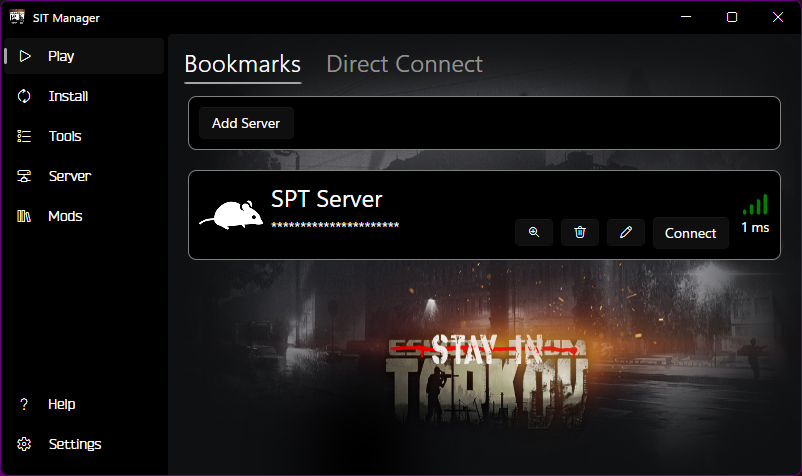 SIT Manager
Play
Install
Tools
Server
Mods
Help
Settings
Bookmarks
Direct Connect
Add Server
SPT Server
**********************
Connect
1 ms
STAY IN
TARKOV